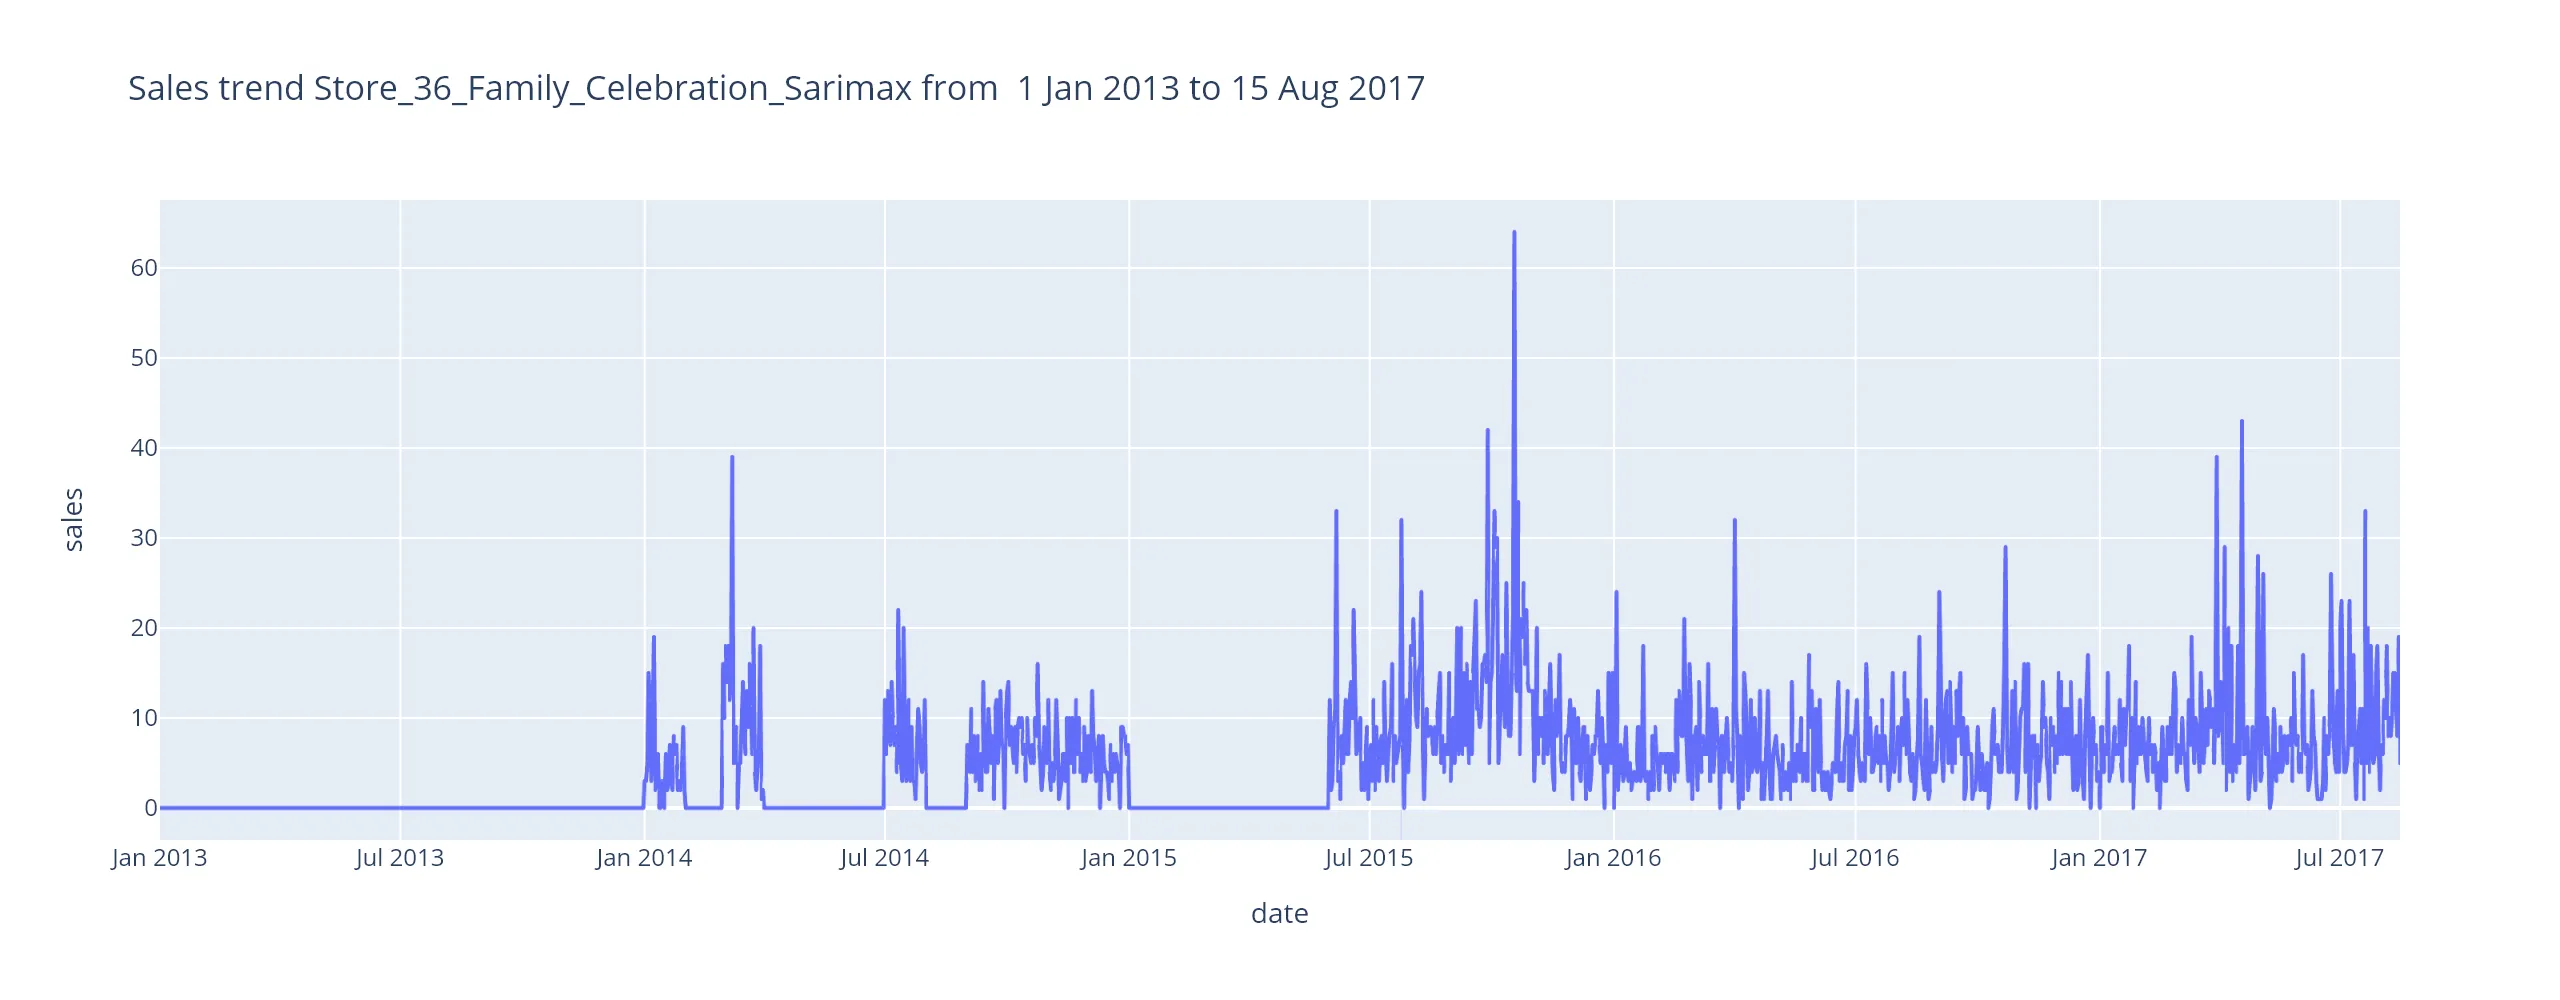 Sales trend Store_36_Family_Celebration_Sarimax from  1 Jan 2013 to 15 Aug 2017
60
50
40
30
20
10
0
sales
Jan 2013 Jul 2013 Jan 2014 Jul 2014 Jan 2015 Jul 2015 Jan 2016 Jul 2016 Jan 2017 Jul 2017
date